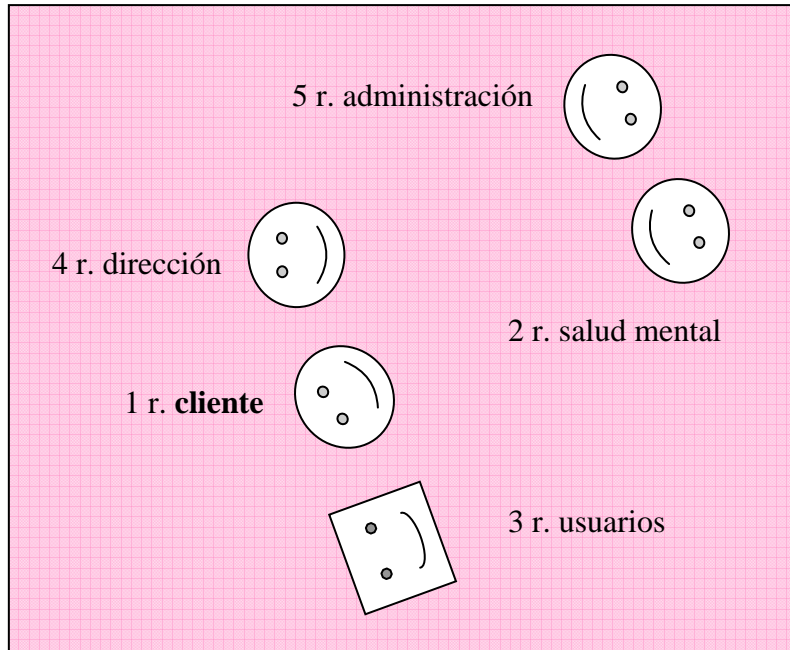 5 r. administración
4 r. dirección
2 r. salud mental
1 r. cliente
3 r. usuarios